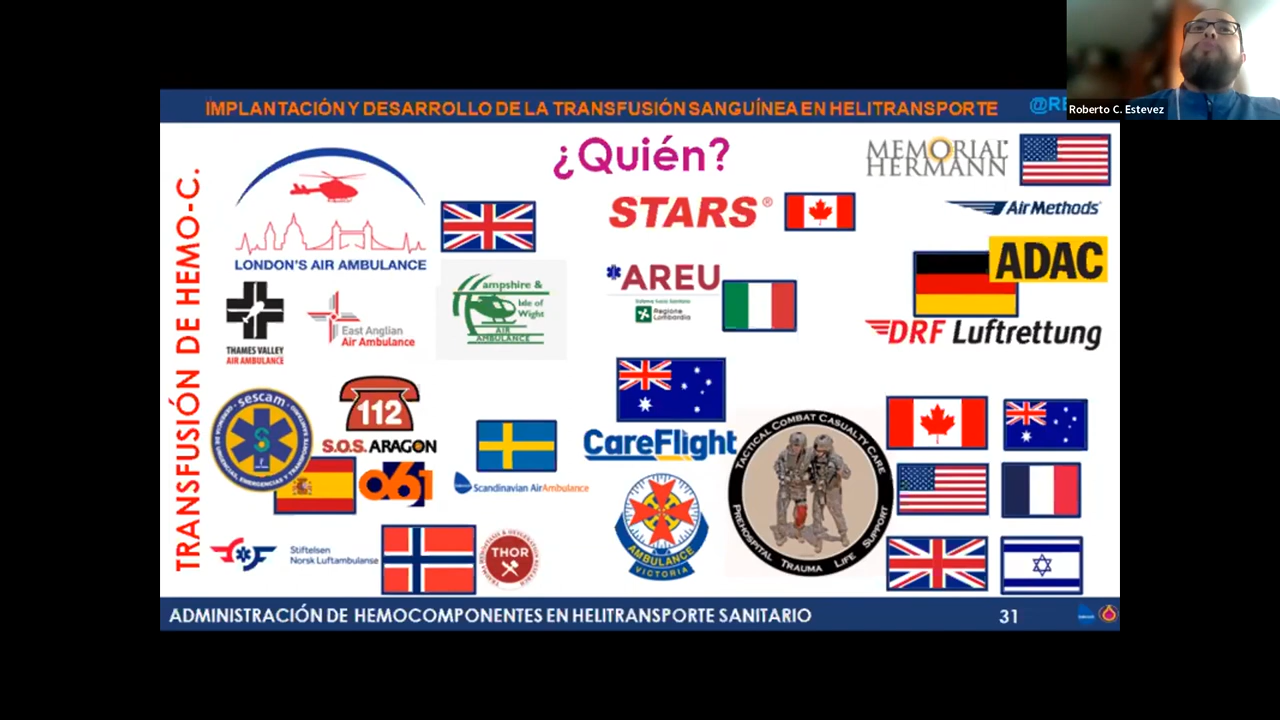 Roberto C. Estevez
IMPLANTACIÓN Y DESARROLLO DE LA TRANSFUSIÓN SANGUÍNEA EN HELITRANSPORTE
TRANSFUSIÓN DE HEMO-C.
¿Quién?
LONDON'S AIR AMBULANCE
STARS®
MEMORIAL
HERMANN
Air Methods
THAMES VALLEY
AIR AMBULANCE
East Anglian
Air Ambulance
ampshire &
Isle of
Wight
AIR
AMBULANCE
*AREU
Regione
Lombardia
ADAC
DRF Luftrettung
sescam
112
S.O.S. ARAGON
061
Scandinavian AirAmbulance
CareFlight
AMBULANCE
VICTORIA
TACTICAL COMBAT CASUALTY CARE
PREHOSPITAL TRAUMA LIFE SUPPORT
Stiftelsen
Norsk Luftambulanse
THOR
ADMINISTRACIÓN DE HEMOCOMPONENTES EN HELITRANSPORTE SANITARIO
31